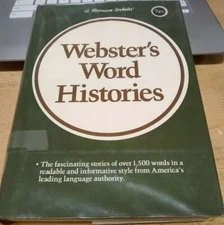 a Merriam-Webster
Webster's
Word
Histories
• The fascinating stories of over 1,500 words in a
readable and informative style from America's
leading language authority.